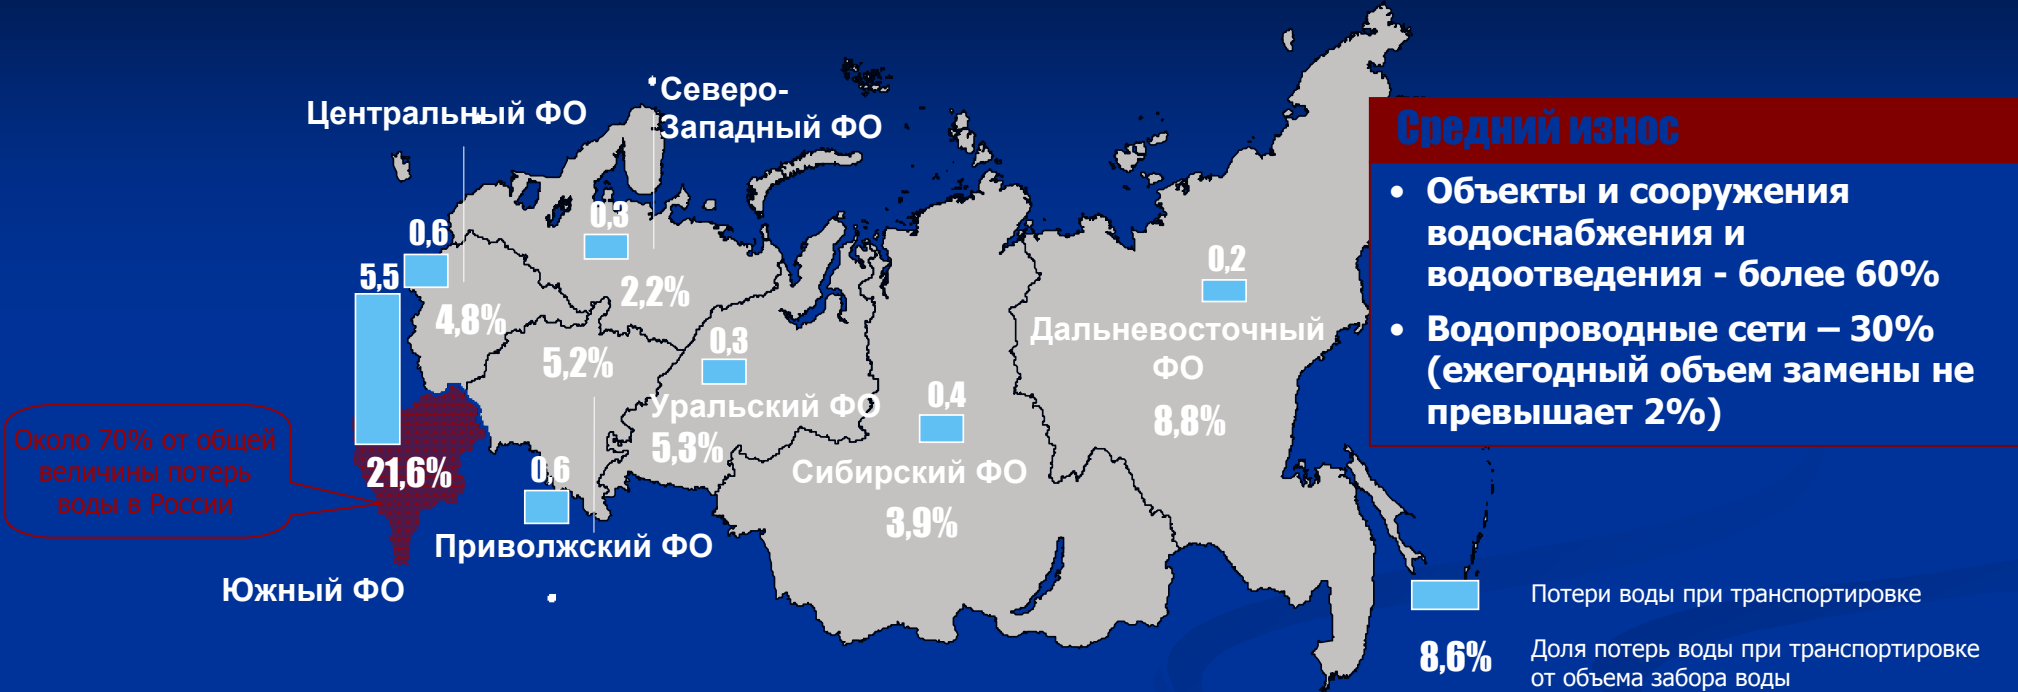 Северо-
Западный ФО
Центральный ФО
0,3
2,2%
0,6
4,8%
5,5
21,6%
Южный ФО
Около 70% от общей
величины потерь
воды в России
5,2%
0,6
Приволжский ФО
0,3
Уральский ФО
5,3%
0,4
Сибирский ФО
3,9%
0,2
Дальневосточный
ФО
8,8%
Средний износ
• Объекты и сооружения
водоснабжения и
водоотведения - более 60%
• Водопроводные сети – 30%
(ежегодный объем замены не
превышает 2%)
Потери воды при транспортировке
8,6%
Доля потерь воды при транспортировке
от объема забора воды